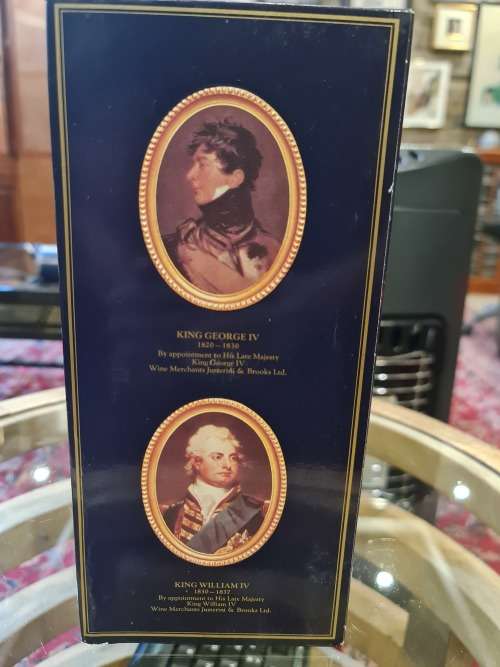 KING GEORGE IV
1820 – 1830
By appointment to His Late Majesty
King George IV
Wine Merchants Justerini & Brooks Ltd.
KING WILLIAM IV
1830 – 1837
By appointment to His Late Majesty
King William IV
Wine Merchants Justerini & Brooks Ltd.